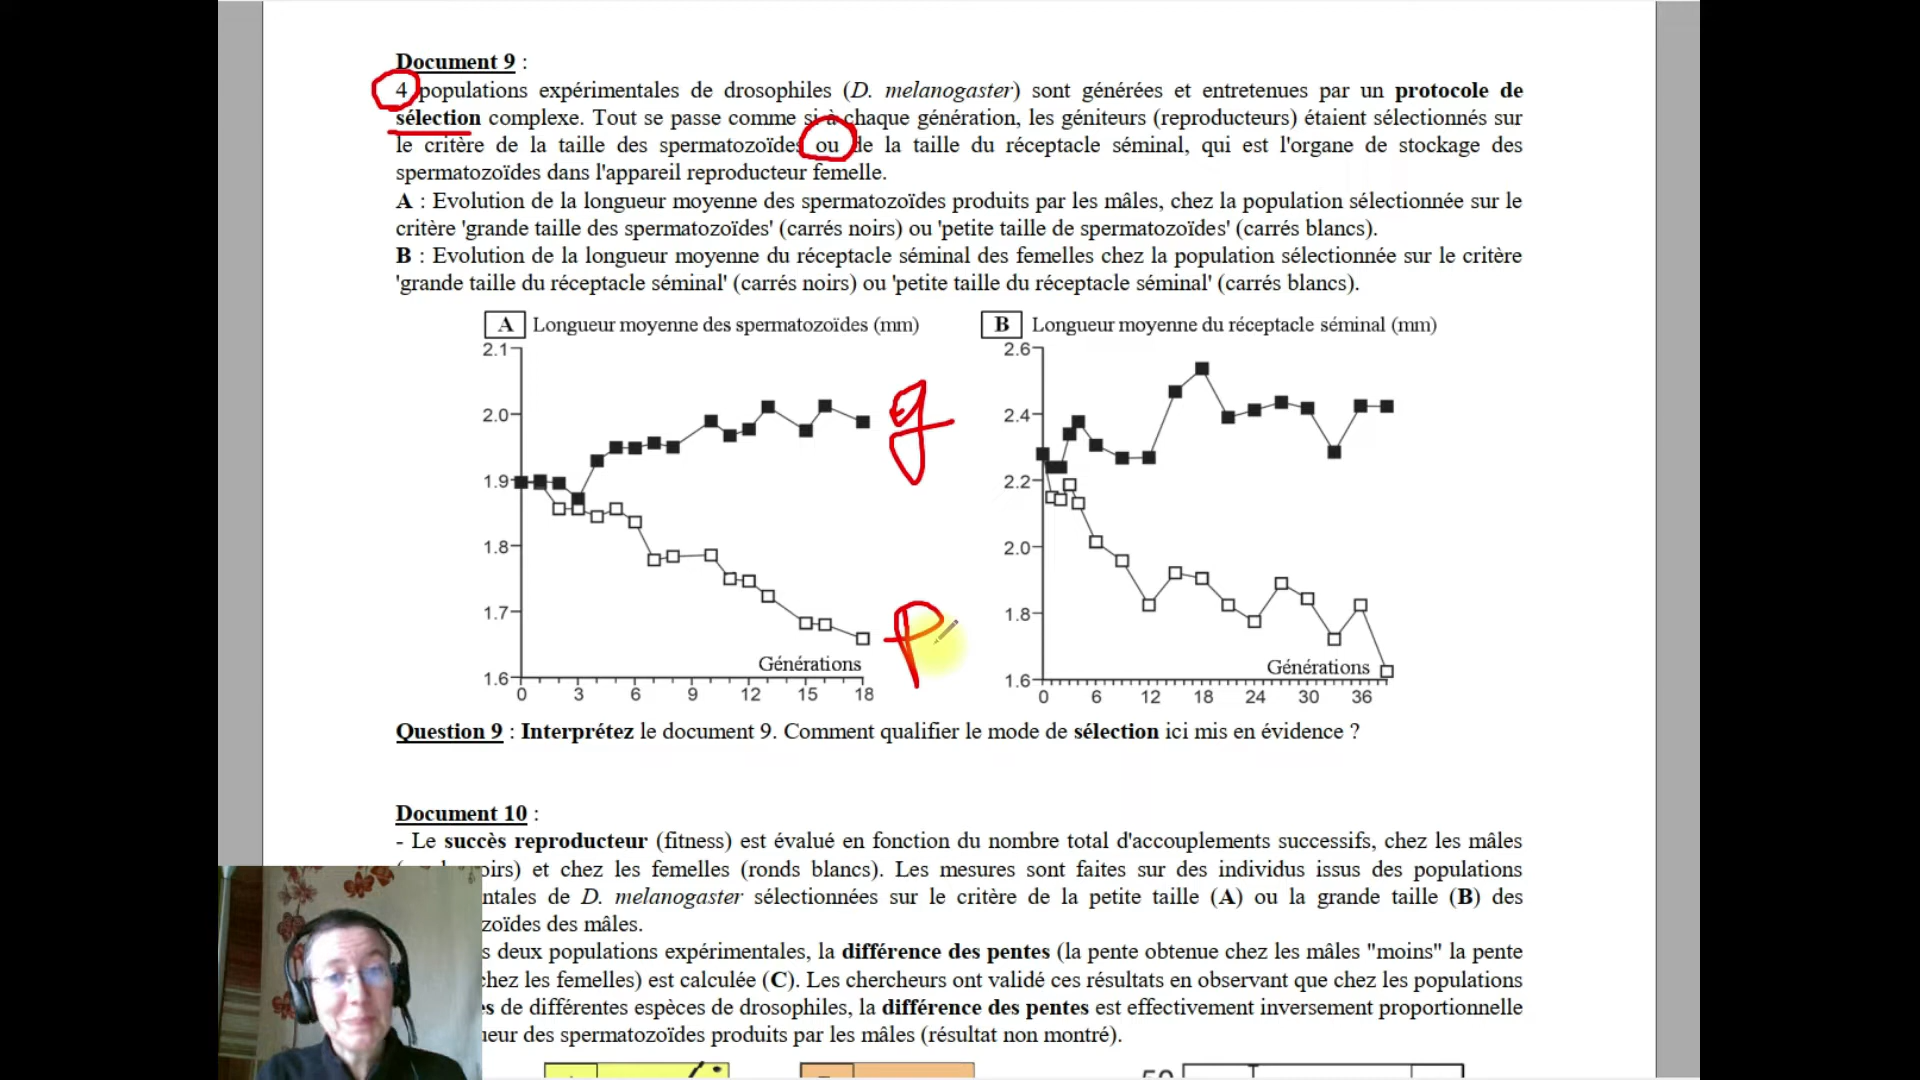 Document 9 :
4 populations expérimentales de drosophiles (D. melanogaster) sont générées et entretenues par un protocole de
sélection complexe. Tout se passe comme si à chaque génération, les géniteurs (reproducteurs) étaient sélectionnés sur
le critère de la taille des spermatozoïdes ou de la taille du réceptacle séminal, qui est l'organe de stockage des
spermatozoïdes dans l'appareil reproducteur femelle.
A : Evolution de la longueur moyenne des spermatozoïdes produits par les mâles, chez la population sélectionnée sur le
critère 'grande taille des spermatozoïdes' (carrés noirs) ou 'petite taille de spermatozoïdes' (carrés blancs).
B : Evolution de la longueur moyenne du réceptacle séminal des femelles chez la population sélectionnée sur le critère
'grande taille du réceptacle séminal' (carrés noirs) ou 'petite taille du réceptacle séminal' (carrés blancs).
A Longueur moyenne des spermatozoïdes (mm)
2.1
2.0
1.9
1.8
1.7
1.6
0 3 6 9 12 15 18
Générations
g
p
B Longueur moyenne du réceptacle séminal (mm)
2.6
2.4
2.2
2.0
1.8
1.6
0 6 12 18 24 30 36
Générations
Question 9 : Interprétez le document 9. Comment qualifier le mode de sélection ici mis en évidence ?
Document 10 :
- Le succès reproducteur (fitness) est évalué en fonction du nombre total d'accouplements successifs, chez les mâles
et chez les femelles (ronds blancs). Les mesures sont faites sur des individus issus des populations
de D. melanogaster sélectionnées sur le critère de la petite taille (A) ou la grande taille (B) des
zoïdes des mâles.
s deux populations expérimentales, la différence des pentes (la pente obtenue chez les mâles "moins" la pente
chez les femelles) est calculée (C). Les chercheurs ont validé ces résultats en observant que chez les populations
es de différentes espèces de drosophiles, la différence des pentes est effectivement inversement proportionnelle
ueur des spermatozoïdes produits par les mâles (résultat non montré).